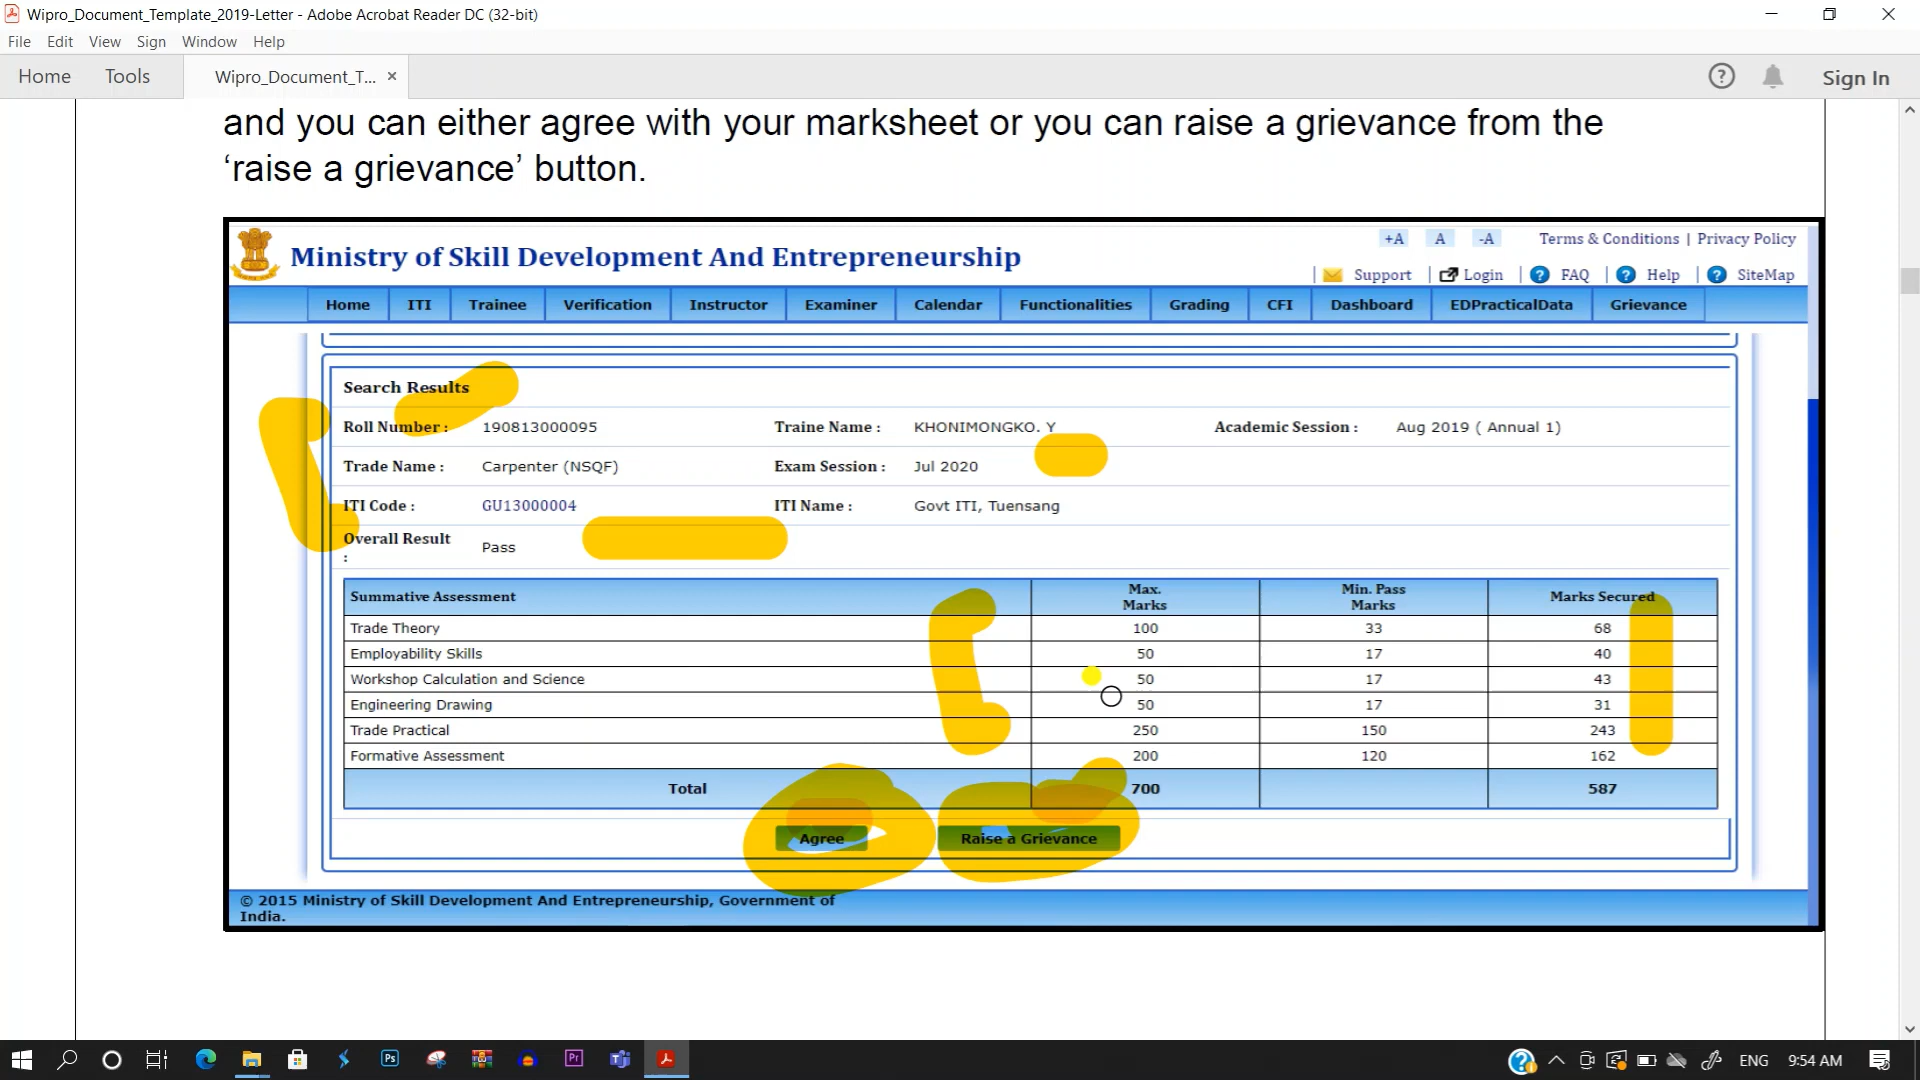 Wipro_Document_Template_2019-Letter - Adobe Acrobat Reader DC (32-bit)
File Edit View Sign Window Help
Home Tools Wipro_Document_T... × Sign In
and you can either agree with your marksheet or you can raise a grievance from the
‘raise a grievance’ button.
+A A -A Terms & Conditions | Privacy Policy
Ministry of Skill Development And Entrepreneurship
| Support | Login | FAQ | Help | SiteMap
Home ITI Trainee Verification Instructor Examiner Calendar Functionalities Grading CFI Dashboard EDPracticalData Grievance
Search Results
Roll Number : 190813000095 Traine Name : KHONIMONGKO. Y Academic Session : Aug 2019 ( Annual 1)
Trade Name : Carpenter (NSQF) Exam Session : Jul 2020
ITI Code : GU13000004 ITI Name : Govt ITI, Tuensang
Overall Result
: Pass
Summative Assessment Max. Marks Min. Pass Marks Marks Secured
Trade Theory 100 33 68
Employability Skills 50 17 40
Workshop Calculation and Science 50 17 43
Engineering Drawing 50 17 31
Trade Practical 250 150 243
Formative Assessment 200 120 162
Total 700 587
Agree Raise a Grievance
© 2015 Ministry of Skill Development And Entrepreneurship, Government of
India.
ENG 9:54 AM